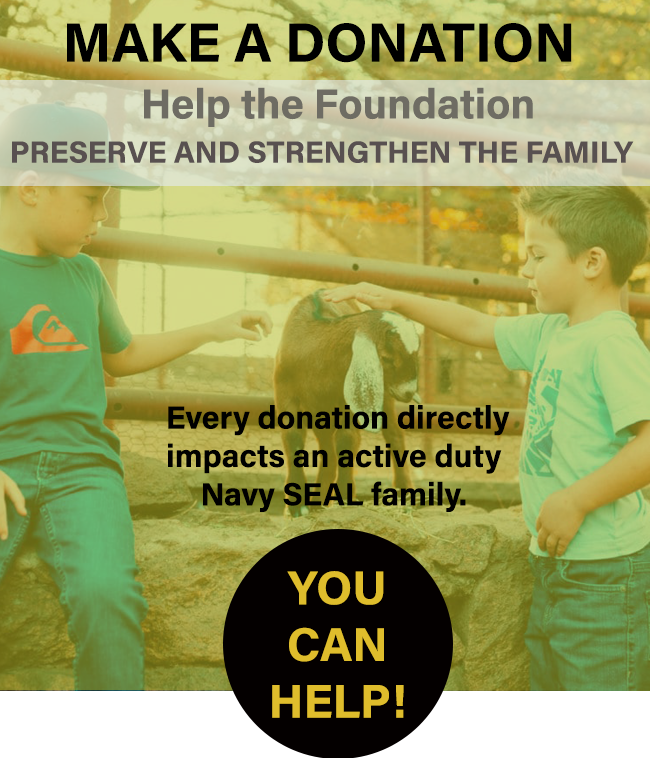 MAKE A DONATION
Help the Foundation
PRESERVE AND STRENGTHEN THE FAMILY
Every donation directly
impacts an active duty
Navy SEAL family.
YOU
CAN
HELP!